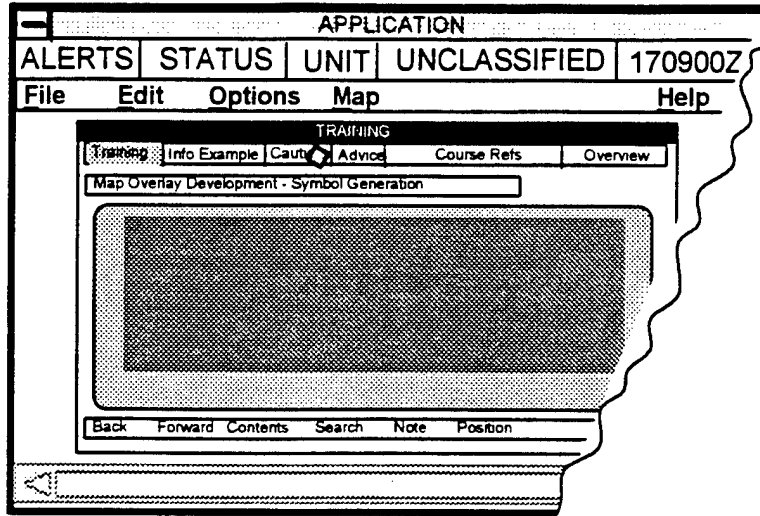 APPLICATION
ALERTS STATUS UNIT UNCLASSIFIED 170900Z
File Edit Options Map Help
TRAINING
Training Info Example Caut Advice Course Refs Overview
Map Overlay Development - Symbol Generation
Back Forward Contents Search Note Position